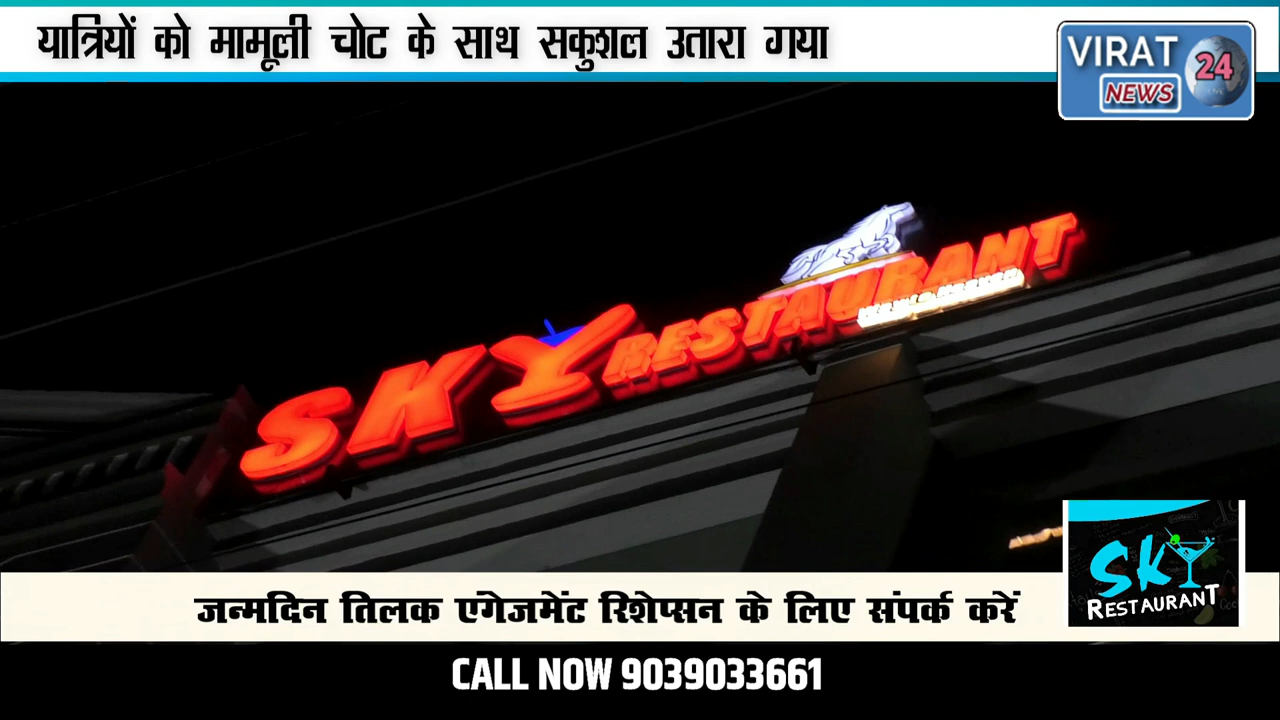 यात्रियों को मामूली चोट के साथ सकुशल उतारा गया
VIRAT 24
NEWS
SKY RESTAURANT
SKY
RESTAURANT
जन्मदिन तिलक एंगेजमेंट रिशेप्सन के लिए संपर्क करें
CALL NOW 9039033661